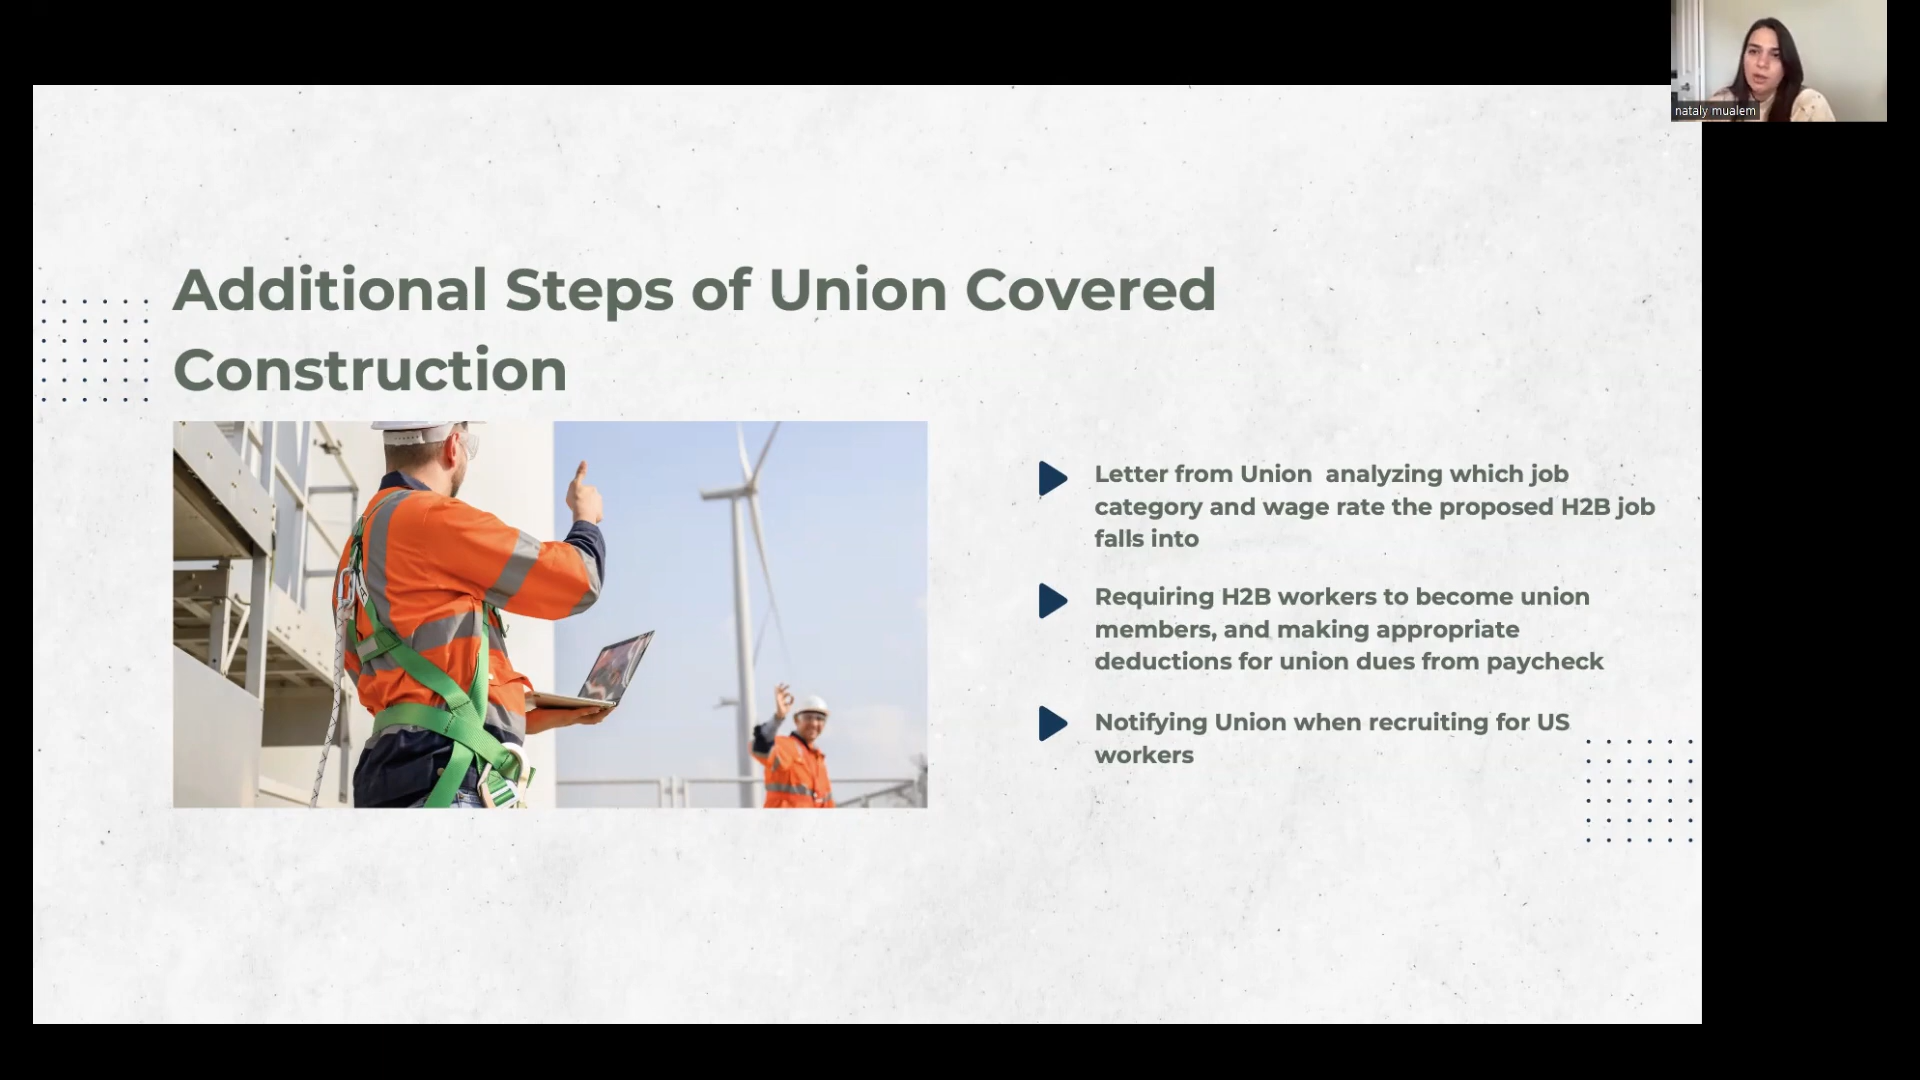 nataly mualem
Additional Steps of Union Covered
Construction
Letter from Union  analyzing which job
category and wage rate the proposed H2B job
falls into
Requiring H2B workers to become union
members, and making appropriate
deductions for union dues from paycheck
Notifying Union when recruiting for US
workers